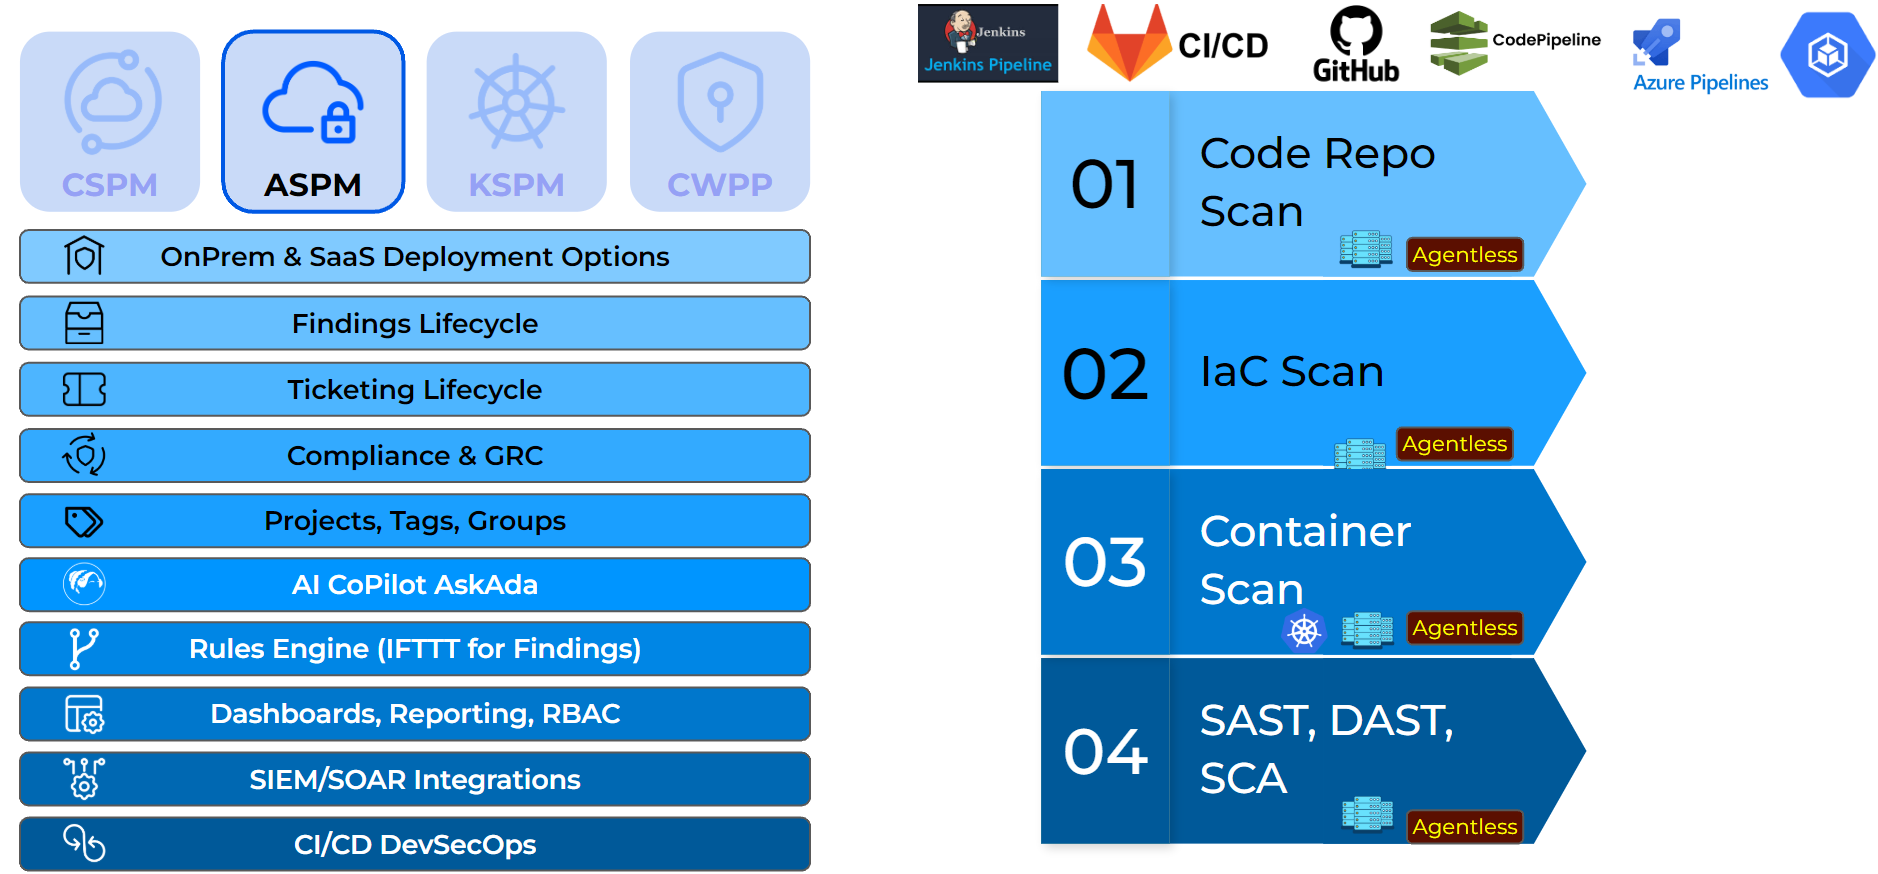 CSPM
ASPM
KSPM
CWPP
OnPrem & SaaS Deployment Options
Findings Lifecycle
Ticketing Lifecycle
Compliance & GRC
Projects, Tags, Groups
AI CoPilot AskAda
Rules Engine (IFTTT for Findings)
Dashboards, Reporting, RBAC
SIEM/SOAR Integrations
CI/CD DevSecOps
Jenkins
Jenkins Pipeline
CI/CD
GitHub
CodePipeline
Azure Pipelines
01
Code Repo
Scan
Agentless
02
IaC Scan
Agentless
03
Container
Scan
Agentless
04
SAST, DAST,
SCA
Agentless